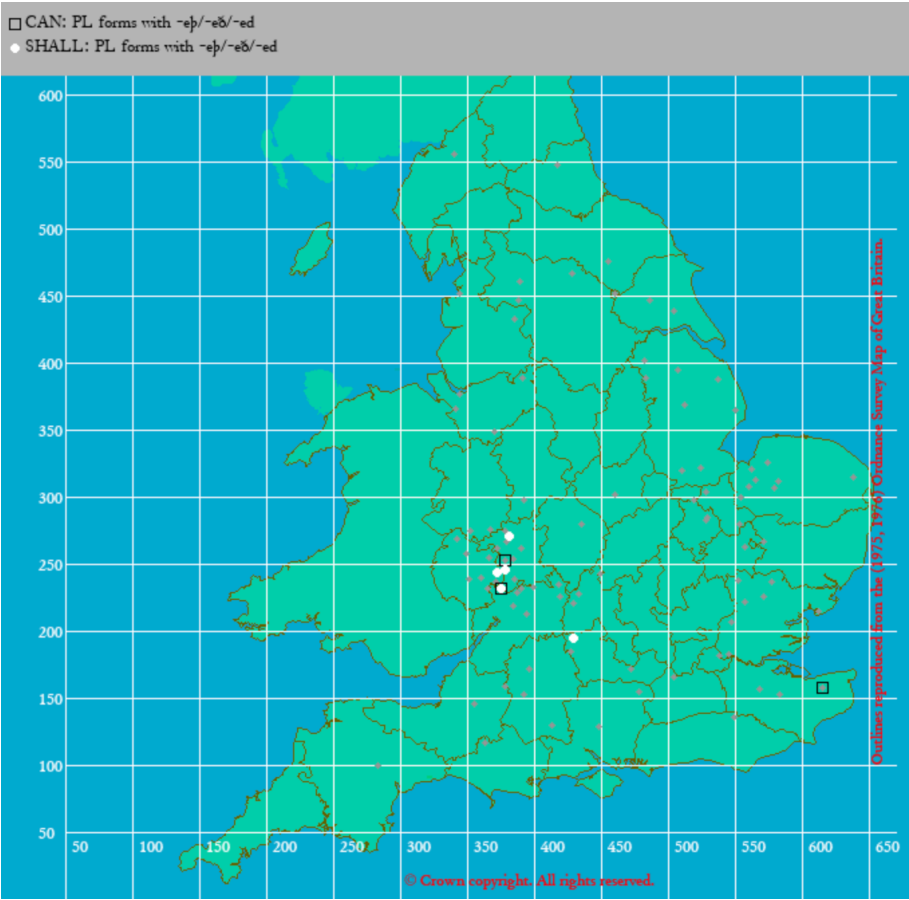 CAN: PL forms with -eþ/-eð/-ed
SHALL: PL forms with -eþ/-eð/-ed
600
550
500
450
400
350
300
250
200
150
100
50
50 100 150 200 250 300 350 400 450 500 550 600 650
Outlines reproduced from the (1975, 1976) Ordnance Survey Map of Great Britain.
© Crown copyright. All rights reserved.